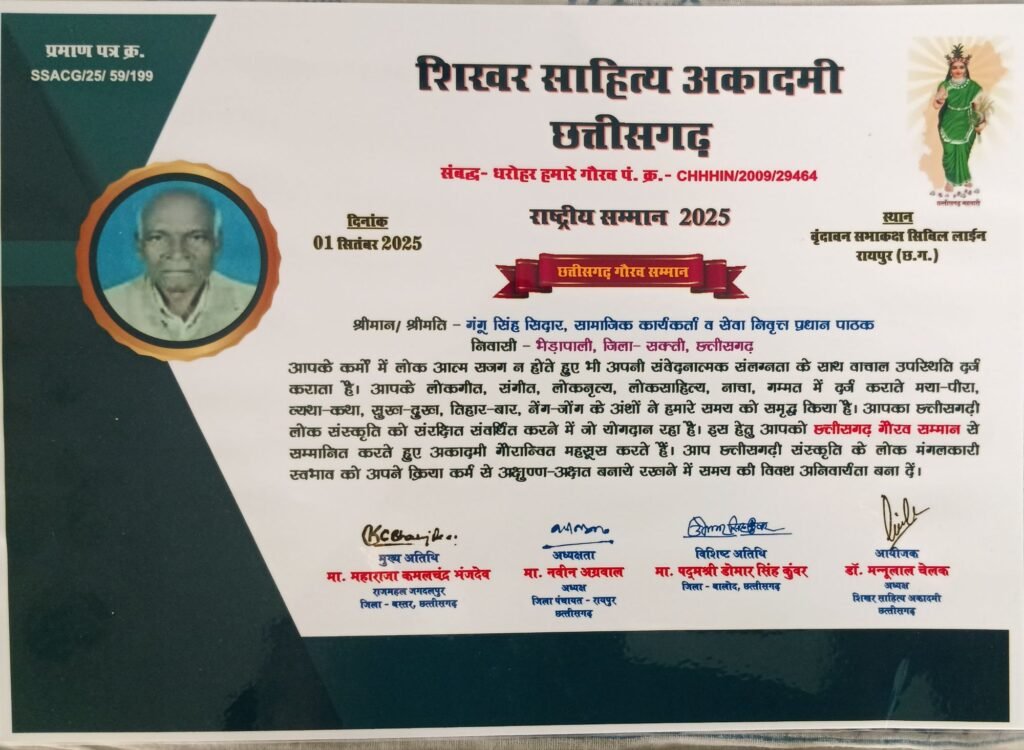 प्रमाण पत्र क्र.
SSACG/25/ 59/199
शिखर साहित्य अकादमी
छत्तीसगढ़
संबद्ध- धरोहर हमारे गौरव पं. क्र.- CHHHIN/2009/29464
छत्तीसगढ़ महतारी
राष्ट्रीय सम्मान 2025
दिनांक
01 सितंबर 2025
स्थान
वृंदावन सभाकक्ष सिविल लाईन
रायपुर (छ.ग.)
छत्तीसगढ़ गौरव सम्मान
श्रीमान/ श्रीमति - गंगू सिंह सिदार, सामाजिक कार्यकर्ता व सेवा निवृत्त प्रधान पाठक
निवासी - भेड़ापाली, जिला- सक्ती, छत्तीसगढ़
आपके कर्मों में लोक आत्म सजग न होते हुए भी अपनी संवेदनात्मक संलग्नता के साथ वाचाल उपस्थिति दर्ज
कराता है। आपके लोकगीत, संगीत, लोकनृत्य, लोकसाहित्य, नाचा, गम्मत में दर्ज कराते मया-पीरा,
व्यथा-कथा, सुख-दुख, तिहार-बार, नेंग-जोंग के अंशों ने हमारे समय को समृद्ध किया है। आपका छत्तीसगढ़ी
लोक संस्कृति को संरक्षित संवर्धित करने में जो योगदान रहा है। इस हेतु आपको छत्तीसगढ़ गौरव सम्मान से
सम्मानित करते हुए अकादमी गौरान्वित महसूस करते हैं। आप छत्तीसगढ़ी संस्कृति के लोक मंगलकारी
स्वभाव को अपने क्रिया कर्म से अक्षुण्ण-अक्षत बनाये रखने में समय की विवश अनिवार्यता बना दें।
मुख्य अतिथि
मा. महाराजा कमलचंद्र भंजदेव
राजमहल जगदलपुर
जिला - बस्तर, छत्तीसगढ़
अध्यक्षता
मा. नवीन अग्रवाल
अध्यक्ष
जिला पंचायत - रायपुर
छत्तीसगढ़
विशिष्ट अतिथि
मा. पद्मश्री डोमार सिंह कुंवर
जिला - बालोद, छत्तीसगढ़
आयोजक
डॉ. मन्नूलाल चेलक
अध्यक्ष
शिखर साहित्य अकादमी
छत्तीसगढ़